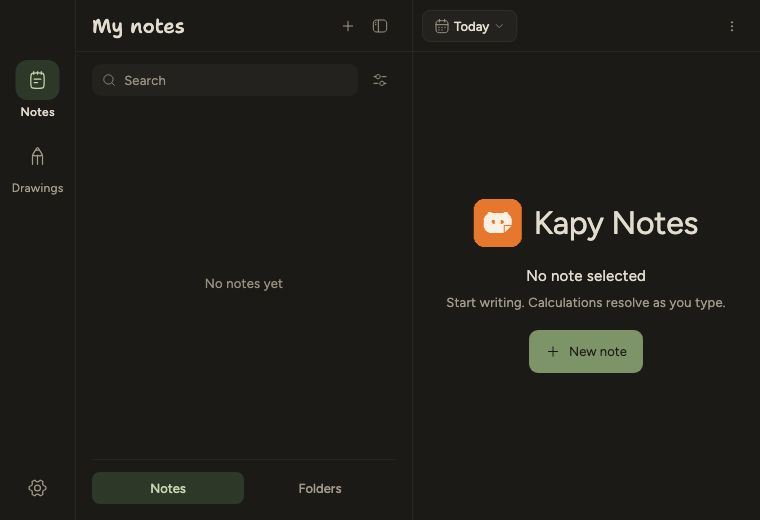 My notes
Today
Notes
Search
Drawings
Kapy Notes
No note selected
No notes yet
Start writing. Calculations resolve as you type.
New note
Notes
Folders